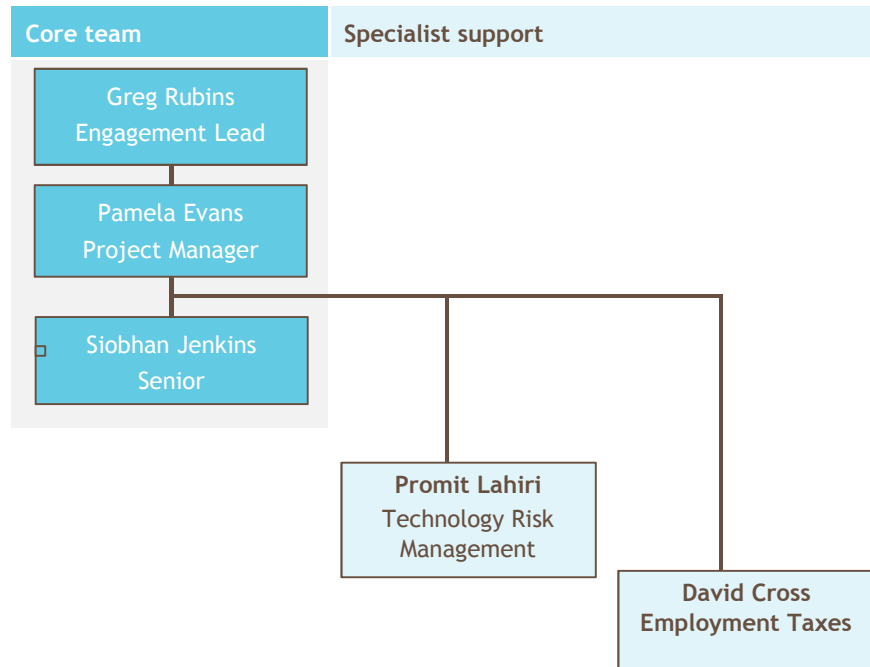 Core team
Specialist support
Greg Rubins
Engagement Lead
Pamela Evans
Project Manager
Siobhan Jenkins
Senior
Promit Lahiri
Technology Risk
Management
David Cross
Employment Taxes